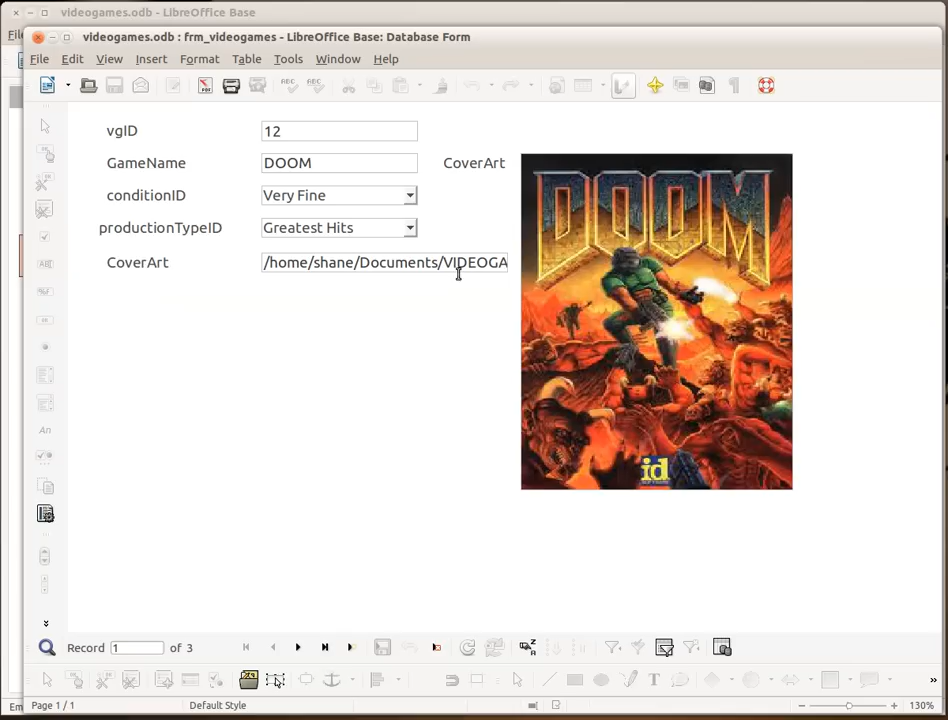 videogames.odb - LibreOffice Base
videogames.odb : frm_videogames - LibreOffice Base: Database Form
File Edit View Insert Format Table Tools Window Help
vgID 12
GameName DOOM CoverArt
conditionID Very Fine
productionTypeID Greatest Hits
CoverArt /home/shane/Documents/VIDEOGA
DOOM
id
SOFTWARE
Record 1 of 3
Page 1 / 1 Default Style 130%